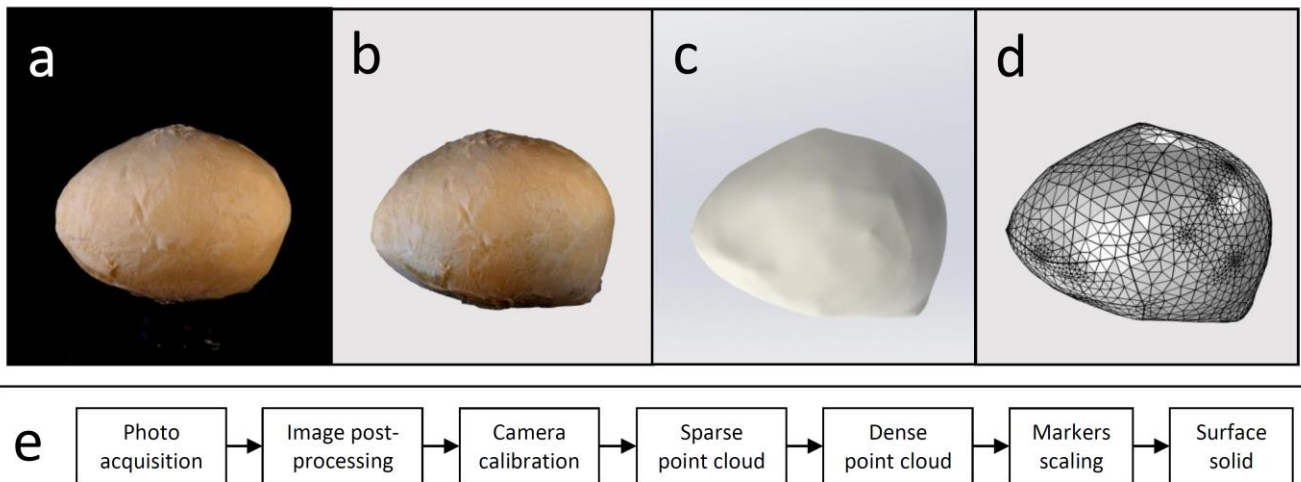 a
b
c
d
e
Photo
acquisition
Image post-
processing
Camera
calibration
Sparse
point cloud
Dense
point cloud
Markers
scaling
Surface
solid